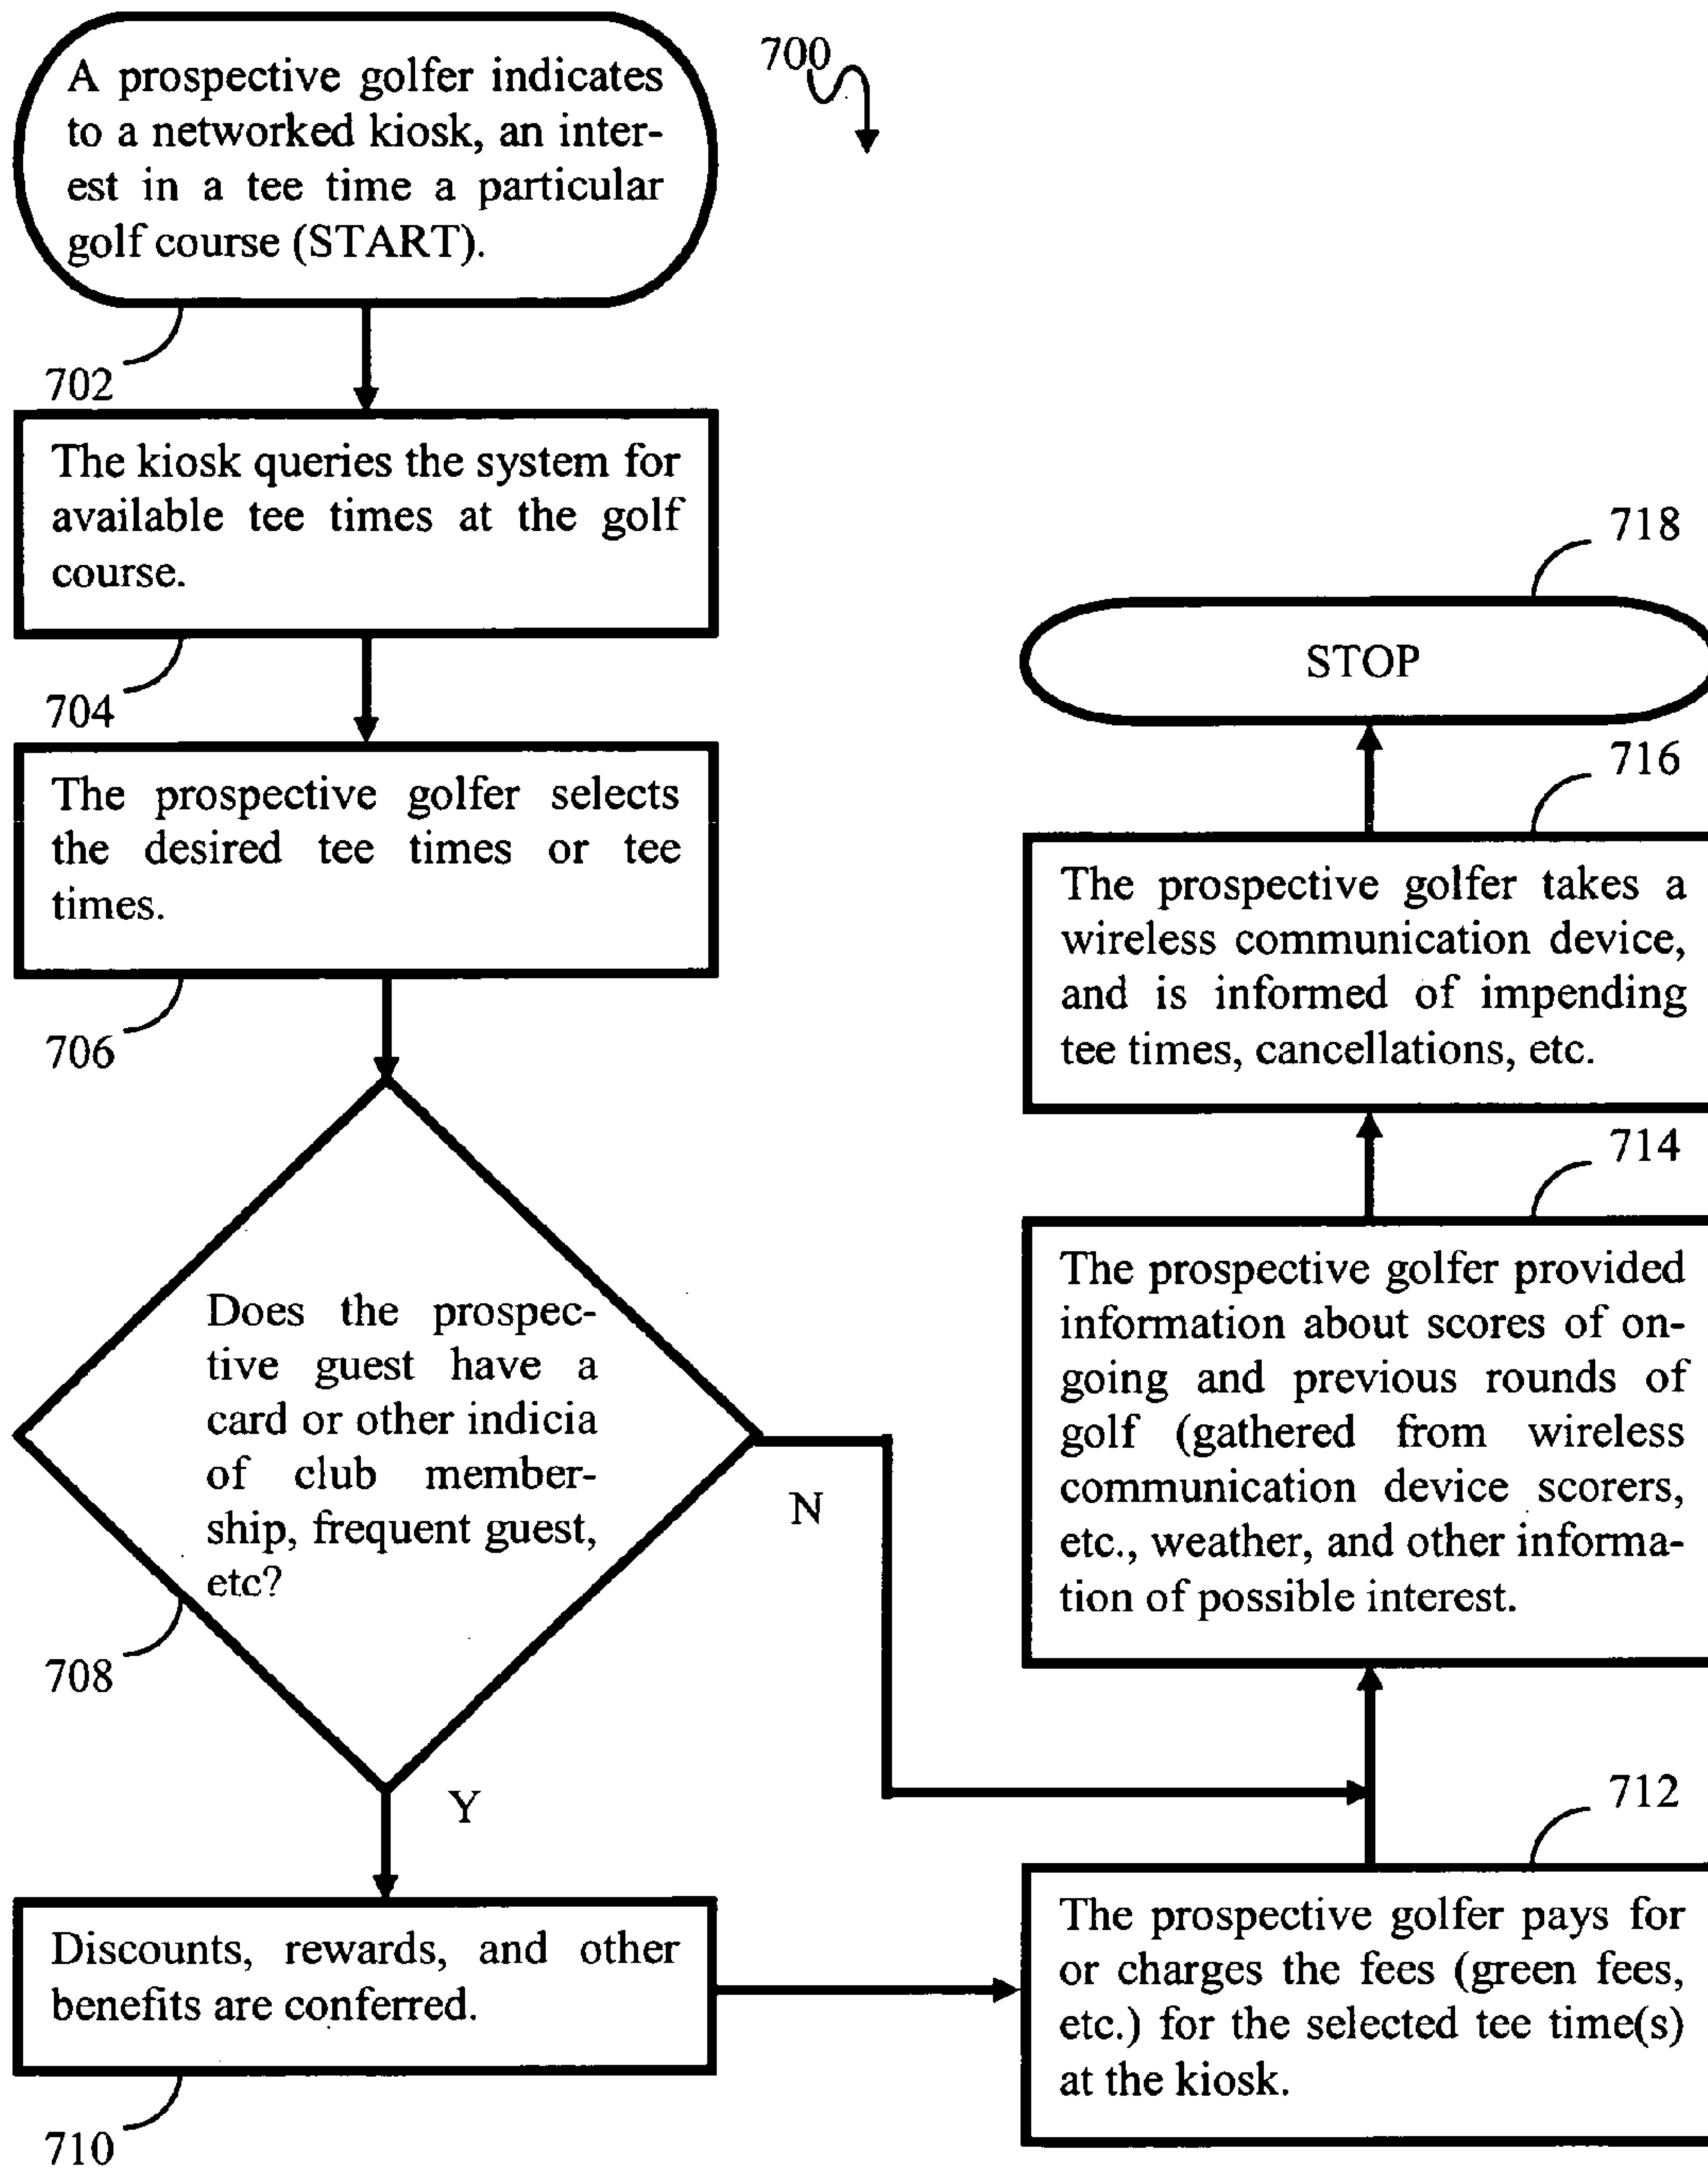 A prospective golfer indicates
to a networked kiosk, an inter-
est in a tee time a particular
golf course (START).
700
702
The kiosk queries the system for
available tee times at the golf
course.
704
The prospective golfer selects
the desired tee times or tee
times.
706
Does the prospec-
tive guest have a
card or other indicia
of club member-
ship, frequent guest,
etc?
708
N
Y
Discounts, rewards, and other
benefits are conferred.
710
712
The prospective golfer pays for
or charges the fees (green fees,
etc.) for the selected tee time(s)
at the kiosk.
714
The prospective golfer provided
information about scores of on-
going and previous rounds of
golf (gathered from wireless
communication device scorers,
etc., weather, and other informa-
tion of possible interest.
716
The prospective golfer takes a
wireless communication device,
and is informed of impending
tee times, cancellations, etc.
718
STOP